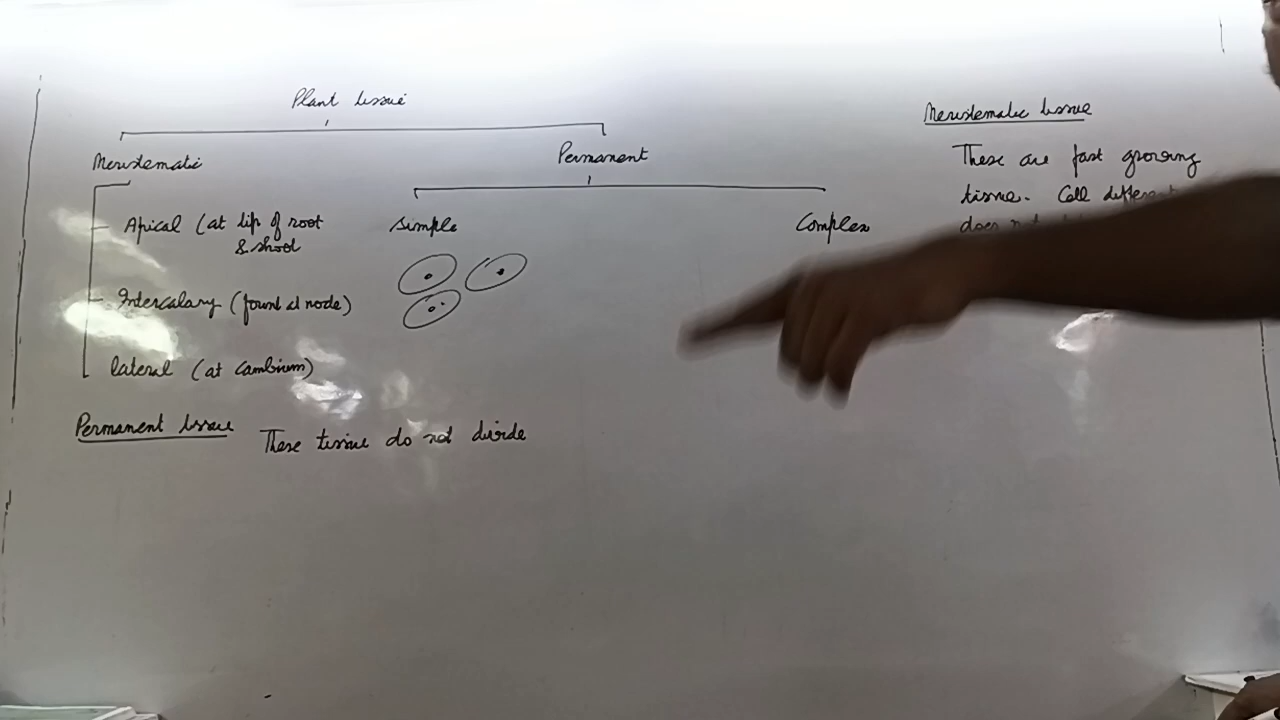 Plant tissue
Meristematic
Permanent
Apical (at tip of root
& shoot
Simple
Complex
Intercalary (found at node)
lateral (at cambium)
Permanent tissue These tissue do not divide
Meristematic tissue
These are fast growing
tissue. Cell
does not